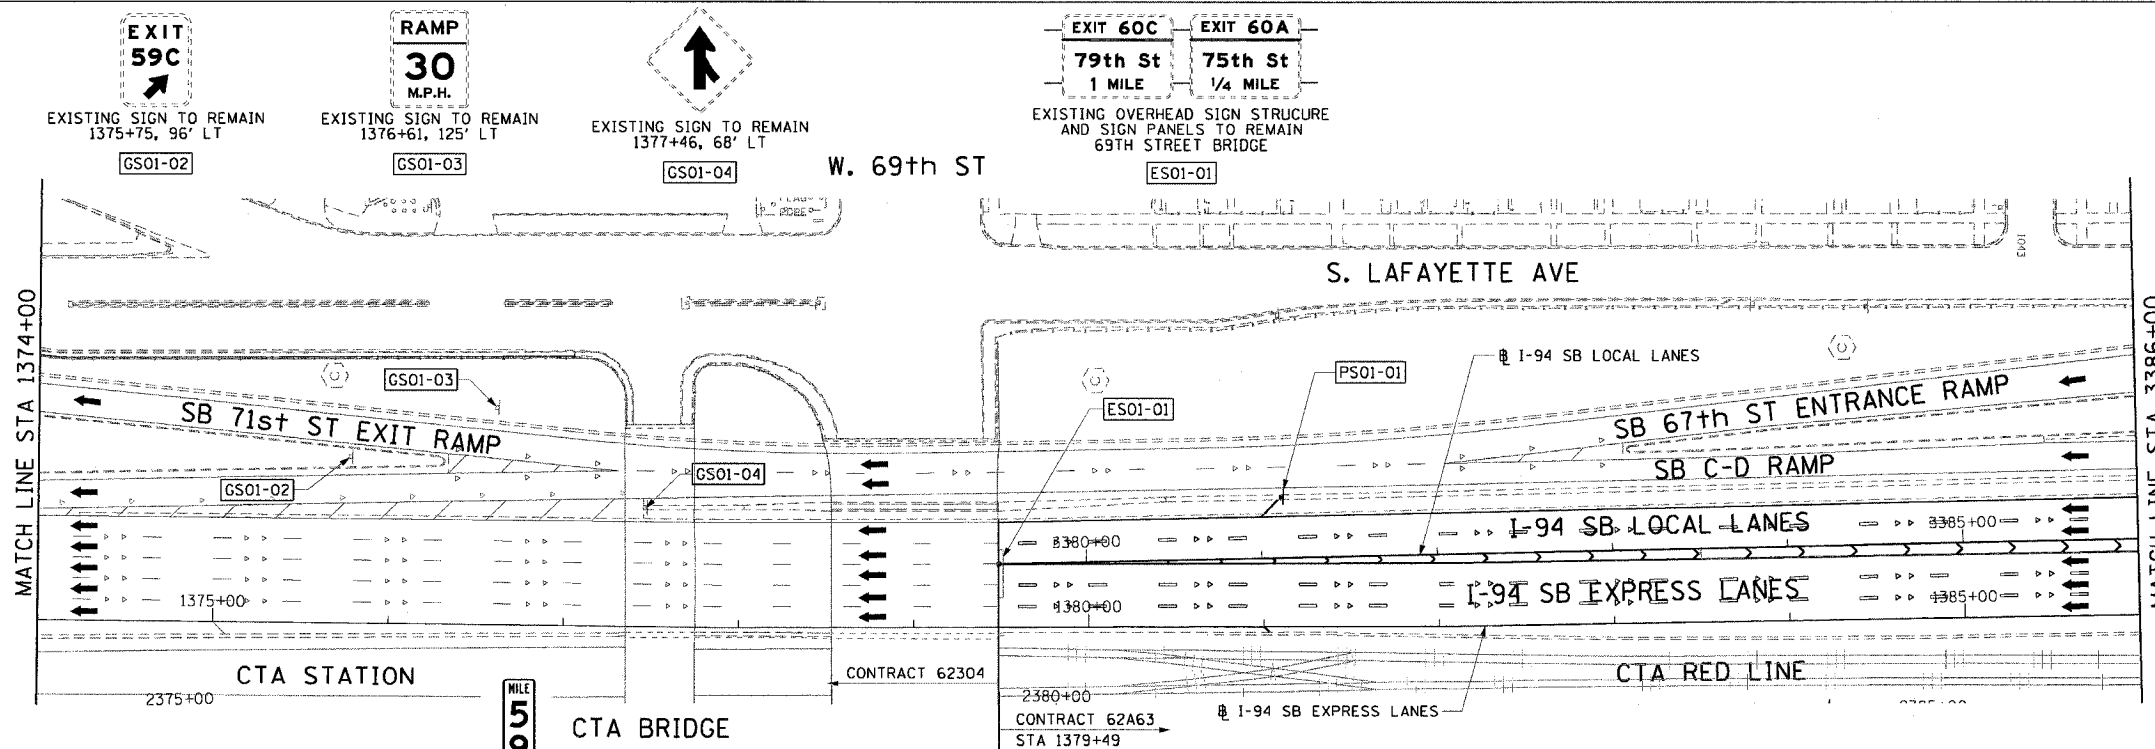 EXIT
59C
EXISTING SIGN TO REMAIN
1375+75, 96' LT
GS01-02
RAMP
30
M.P.H.
EXISTING SIGN TO REMAIN
1376+61, 125' LT
GS01-03
EXISTING SIGN TO REMAIN
1377+46, 68' LT
GS01-04
W. 69th ST
EXIT 60C
79th St
1 MILE
EXIT 60A
75th St
1/4 MILE
EXISTING OVERHEAD SIGN STRUCURE
AND SIGN PANELS TO REMAIN
69TH STREET BRIDGE
ES01-01
1043
S. LAFAYETTE AVE
MATCH LINE STA 1374+00
MATCH LINE STA 3386+00
GS01-03
PS01-01
℄ I-94 SB LOCAL LANES
ES01-01
SB 71st ST EXIT RAMP
SB 67th ST ENTRANCE RAMP
GS01-04
GS01-02
SB C-D RAMP
I-94 SB LOCAL LANES
3380+00
3385+00
I-94 SB EXPRESS LANES
1375+00
1380+00
1385+00
CTA STATION
CTA RED LINE
CONTRACT 62304
2375+00
2380+00
MILE
5
CTA BRIDGE
℄ I-94 SB EXPRESS LANES
CONTRACT 62A63
STA 1379+49